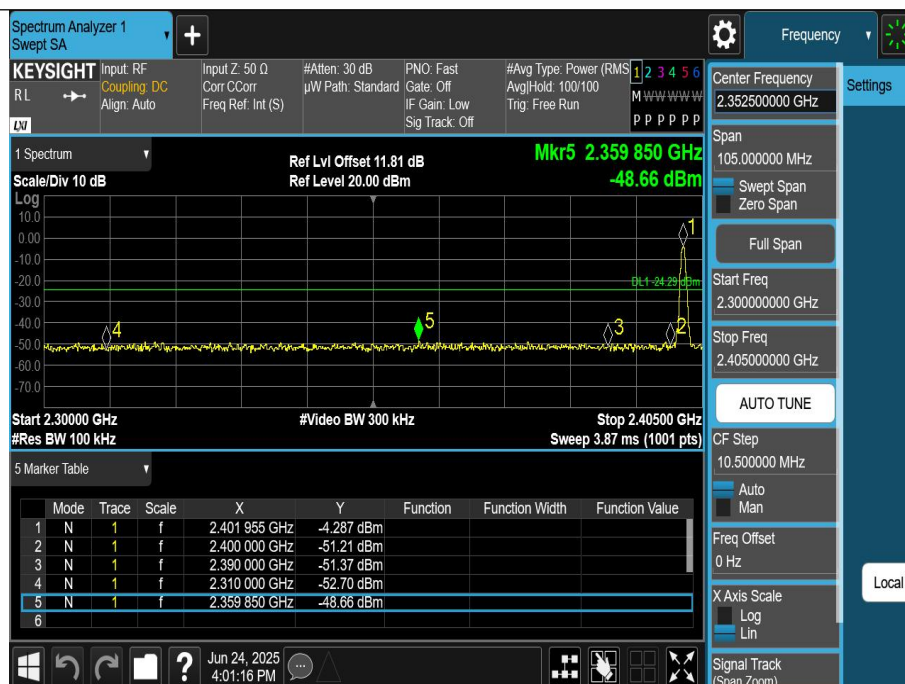 Spectrum Analyzer 1
Swept SA
+
Frequency
KEYSIGHT
RL
LXI
Input: RF
Coupling: DC
Align: Auto
Input Z: 50 Ω
Corr CCorr
Freq Ref: Int (S)
#Atten: 30 dB
µW Path: Standard
PNO: Fast
Gate: Off
IF Gain: Low
Sig Track: Off
#Avg Type: Power (RMS
Avg|Hold: 100/100
Trig: Free Run
1 2 3 4 5 6
M W W W W W
P P P P P P
1 Spectrum
Scale/Div 10 dB
Ref Lvl Offset 11.81 dB
Ref Level 20.00 dBm
Mkr5 2.359 850 GHz
-48.66 dBm
Log
10.0
0.00
-10.0
-20.0
-30.0
-40.0
-50.0
-60.0
-70.0
1
DL1 -24.29 dBm
4
5
3
2
Start 2.30000 GHz
#Video BW 300 kHz
Stop 2.40500 GHz
#Res BW 100 kHz
Sweep 3.87 ms (1001 pts)
5 Marker Table
Mode Trace Scale X Y Function Function Width Function Value
1 N 1 f 2.401 955 GHz -4.287 dBm
2 N 1 f 2.400 000 GHz -51.21 dBm
3 N 1 f 2.390 000 GHz -51.37 dBm
4 N 1 f 2.310 000 GHz -52.70 dBm
5 N 1 f 2.359 850 GHz -48.66 dBm
6
?
Jun 24, 2025
4:01:16 PM
Center Frequency
2.352500000 GHz
Settings
Span
105.000000 MHz
Swept Span
Zero Span
Full Span
Start Freq
2.300000000 GHz
Stop Freq
2.405000000 GHz
AUTO TUNE
CF Step
10.500000 MHz
Auto
Man
Freq Offset
0 Hz
Local
X Axis Scale
Log
Lin
Signal Track
(Span Zoom)